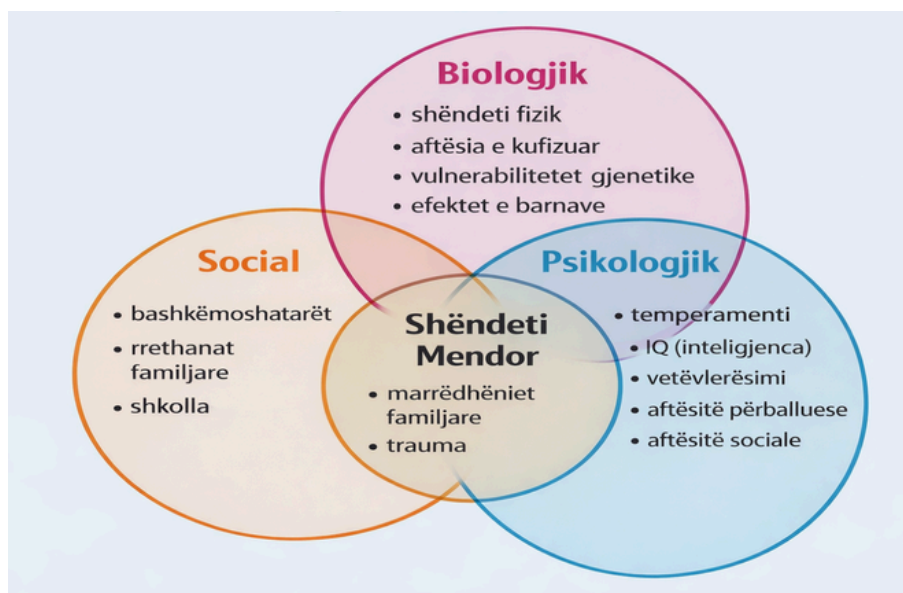 Biologjik
• shëndeti fizik
• aftësia e kufizuar
• vulnerabilitetet gjenetike
• efektet e barnave
Social
• bashkëmoshatarët
• rrethanat
familjare
• shkolla
Shëndeti
Mendor
• marrëdhëniet
familjare
• trauma
Psikologjik
• temperamenti
• IQ (inteligjenca)
• vetëvlerësimi
• aftësitë përballuese
• aftësitë sociale